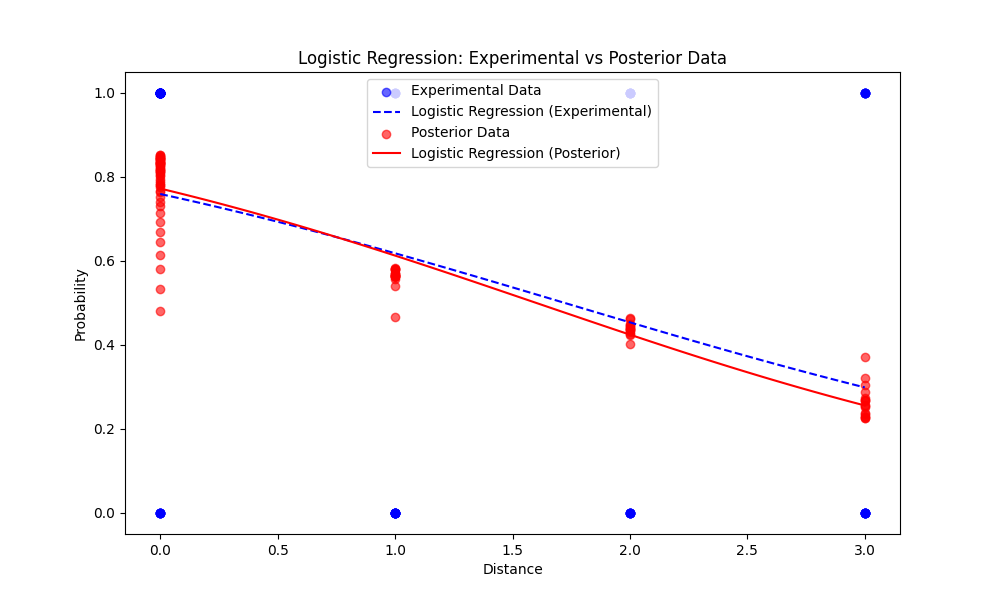 Logistic Regression: Experimental vs Posterior Data
Experimental Data
Logistic Regression (Experimental)
Posterior Data
Logistic Regression (Posterior)
Probability
1.0
0.8
0.6
0.4
0.2
0.0
0.0 0.5 1.0 1.5 2.0 2.5 3.0
Distance